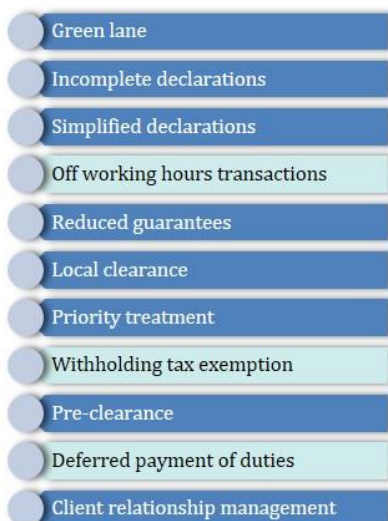 Green lane
Incomplete declarations
Simplified declarations
Off working hours transactions
Reduced guarantees
Local clearance
Priority treatment
Withholding tax exemption
Pre-clearance
Deferred payment of duties
Client relationship management